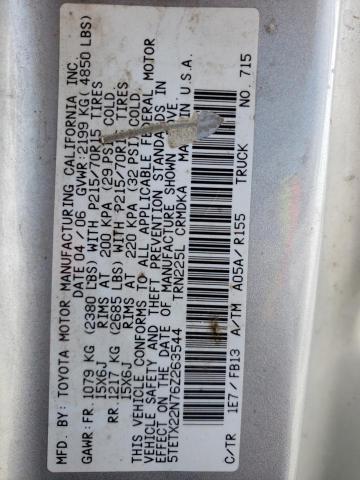 MFD. BY: TOYOTA MOTOR MANUFACTURING CALIFORNIA INC.
DATE 04/06 GVWR:2199 KG (4850 LBS)
GAWR:FR.1079 KG (2380 LBS) WITH P215/70R15 TIRES
15X6J RIMS AT 200 KPA (29 PSI) COLD.
RR.1217 KG (2685 LBS) WITH P215/70R15 TIRES
15X6J RIMS AT 220 KPA (32 PSI) COLD.
THIS VEHICLE CONFORMS TO ALL APPLICABLE FEDERAL MOTOR
VEHICLE SAFETY AND THEFT PREVENTION STANDARDS IN
EFFECT ON THE DATE OF MANUFACTURE SHOWN ABOVE.
5TETX22N76Z263544 TRN225L CRMDKA MADE IN U.S.A.
C/TR 1E7/FB13 A/TM A05A/R155 TRUCK NO. 715